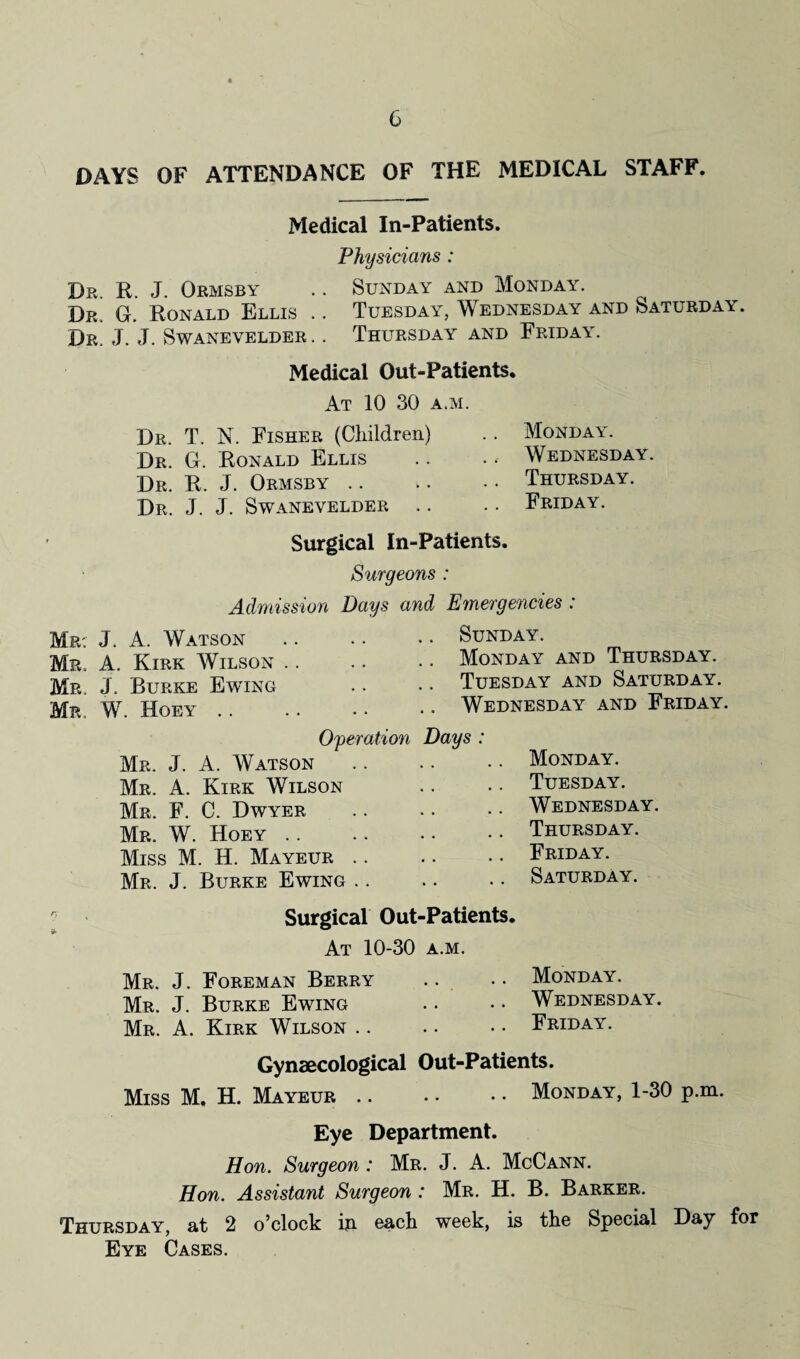 6
DAYS OF ATTENDANCE OF THE MEDICAL STAFF.
Medical In-Patients.
Physicians :
Dr. R. J. Ormsby .. Sunday and Monday.
Dr. G. Ronald Ellis .. Tuesday, Wednesday and Saturday.
Dr. J. J. Swanevelder .. Thursday and Friday.
Medical Out-Patients.
At 10 30 a.m.
Dr. T. N. Fisher (Children) .. Monday.
Dr. G. Ronald Ellis .. .. Wednesday.
Dr. R. J. Ormsby .. .. .. Thursday.
Dr. J. J. Swanevelder .. .. Friday.
Surgical In-Patients.
Surgeons :
Admission Days and Emergencies :
Mr. J. A. Watson .. .. .. Sunday.
Mr. A. Kirk Wilson .. .. .. Monday and Thursday.
Mr. J. Burke Ewing .. .. Tuesday and Saturday.
Mr. W. Hoey .. .. .. .. Wednesday and Friday.
Operation Days :
Mr. J. A. Watson .. .. .. Monday.
Mr. A. Kirk Wilson .. .. Tuesday.
Mr. F. C. Dwyer .. .. .. Wednesday.
Mr. W. Hoey .. .. .. .. Thursday.
Miss M. H. Mayeur .. .. .. Friday.
Mr. J. Burke Ewing .. .. .. Saturday.
Surgical Out-Patients.
At 10-30 a.m.
Mr. J. Foreman Berry .. .. Monday.
Mr. J. Burke Ewing .. .. Wednesday.
Mr. A. Kirk Wilson .. .. .. Friday.
Gynæcological Out-Patients.
Miss M. H. Mayeur .. .. .. Monday, 1-30 p.m.
Eye Department.
Hon. Surgeon : Mr. J. A. McCann.
Hon. Assistant Surgeon : Mr. H. B. Barker.
Thursday, at 2 o'clock in each week, is the Special Day for
Eye Cases.